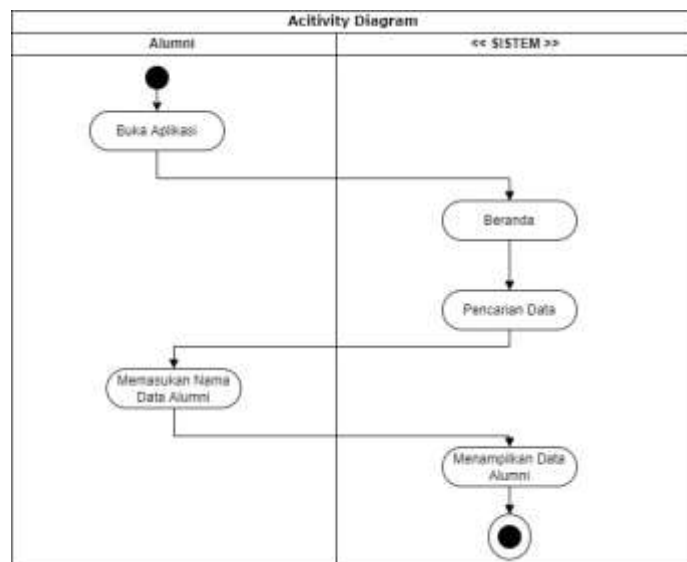 Acitivity Diagram
Alumni
<< SISTEM >>
Buka Aplikasi
Beranda
Pencarian Data
Memasukan Nama
Data Alumni
Menampilkan Data
Alumni